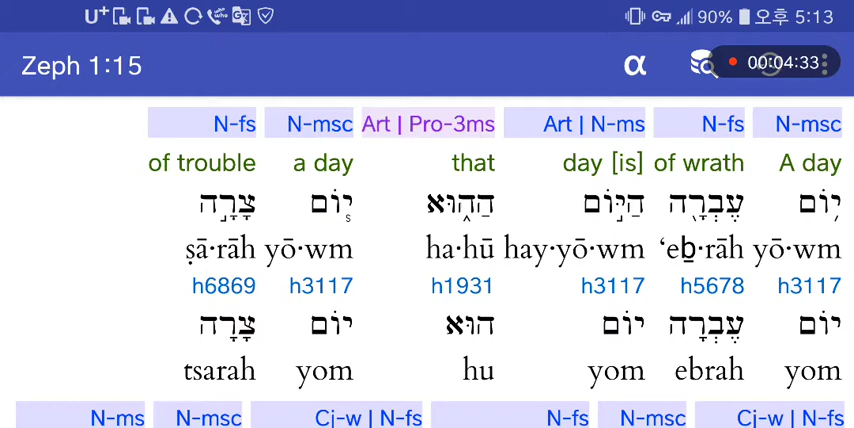 U+ 90% 오후 5:13
Zeph 1:15 α 00:04:33
N-fs N-msc Art | Pro-3ms Art | N-ms N-fs N-msc
of trouble a day that day [is] of wrath A day
י֥וֹם עֶבְרָ֖ה הַיּ֣וֹם הַה֑וּא י֧וֹם צָרָ֣ה
ṣā·rāh yō·wm ha·hū hay·yō·wm ‘eḇ·rāh yō·wm
h6869 h3117 h1931 h3117 h5678 h3117
יוֹם עֶבְרָה יוֹם הוּא יוֹם צָרָה
tsarah yom hu yom ebrah yom
N-ms N-msc Cj-w | N-fs N-fs N-msc Cj-w | N-fs